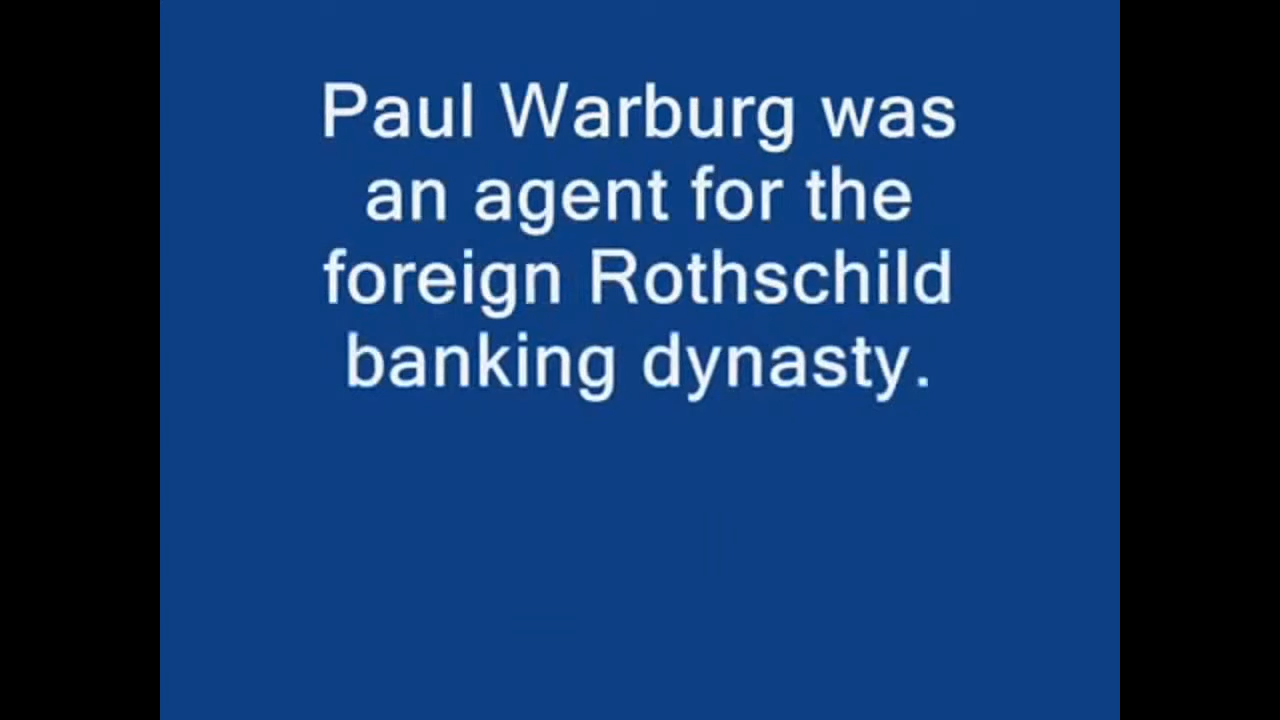 Paul Warburg was
an agent for the
foreign Rothschild
banking dynasty.